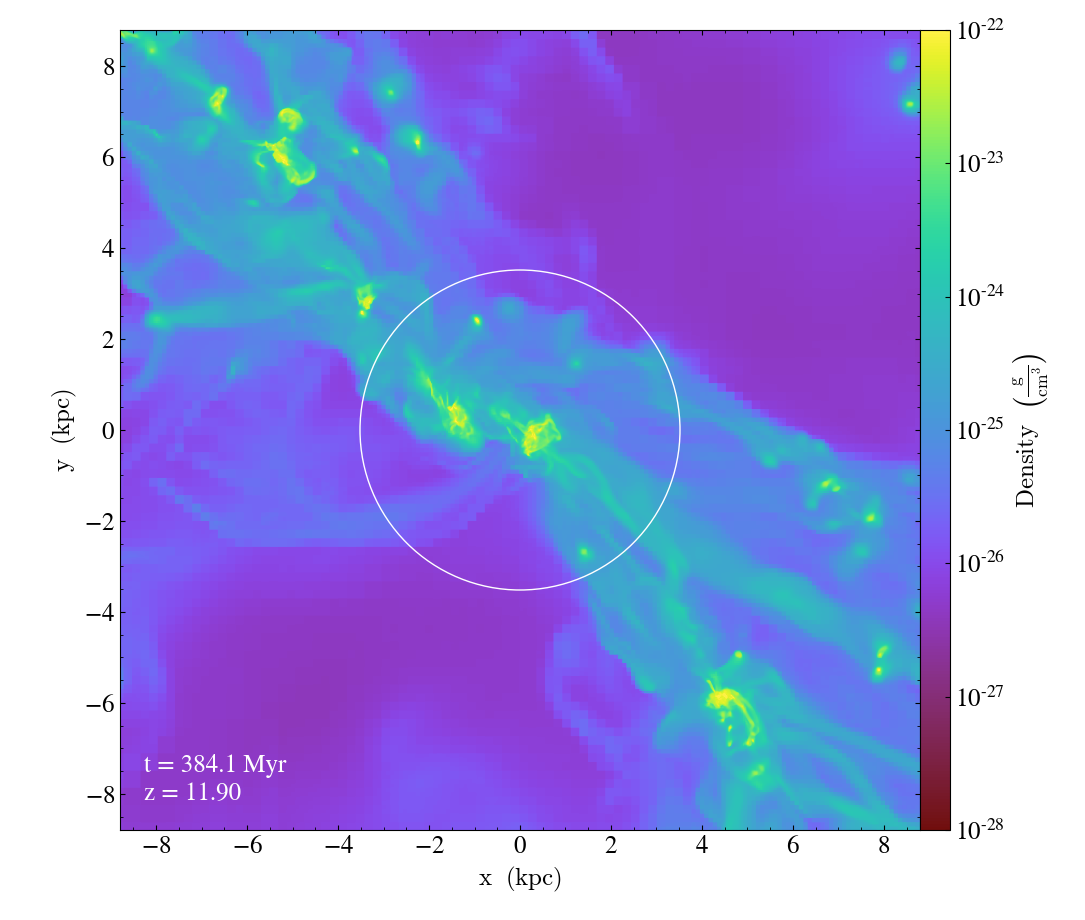 8
6
4
2
0
−2
−4
−6
−8
y (kpc)
t = 384.1 Myr
z = 11.90
−8 −6 −4 −2 0 2 4 6 8
x (kpc)
10^-22
10^-23
10^-24
10^-25
10^-26
10^-27
10^-28
Density (g/cm^3)